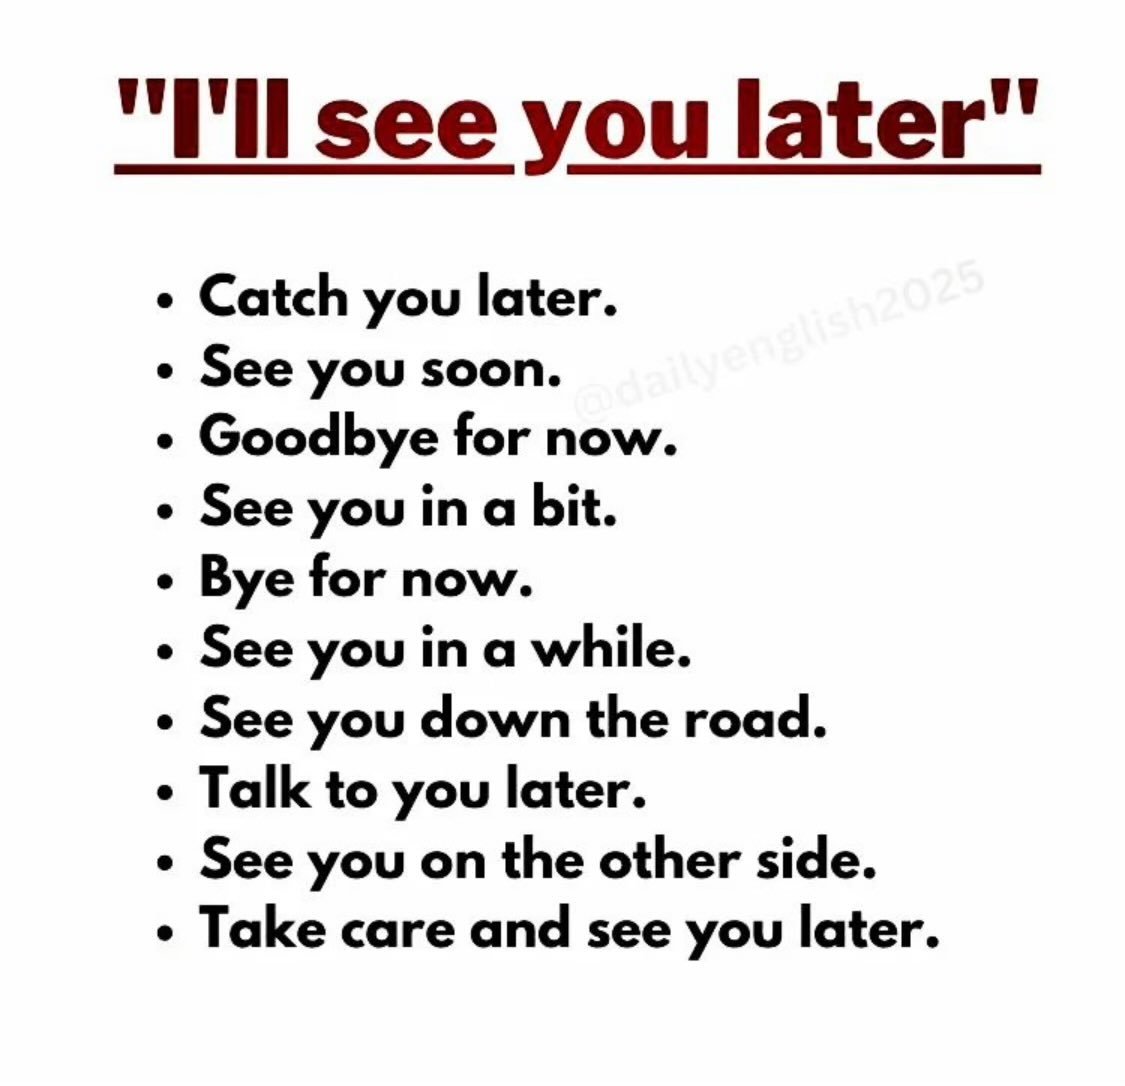 "I'll see you later"
@dailyenglish2025
• Catch you later.
• See you soon.
• Goodbye for now.
• See you in a bit.
• Bye for now.
• See you in a while.
• See you down the road.
• Talk to you later.
• See you on the other side.
• Take care and see you later.